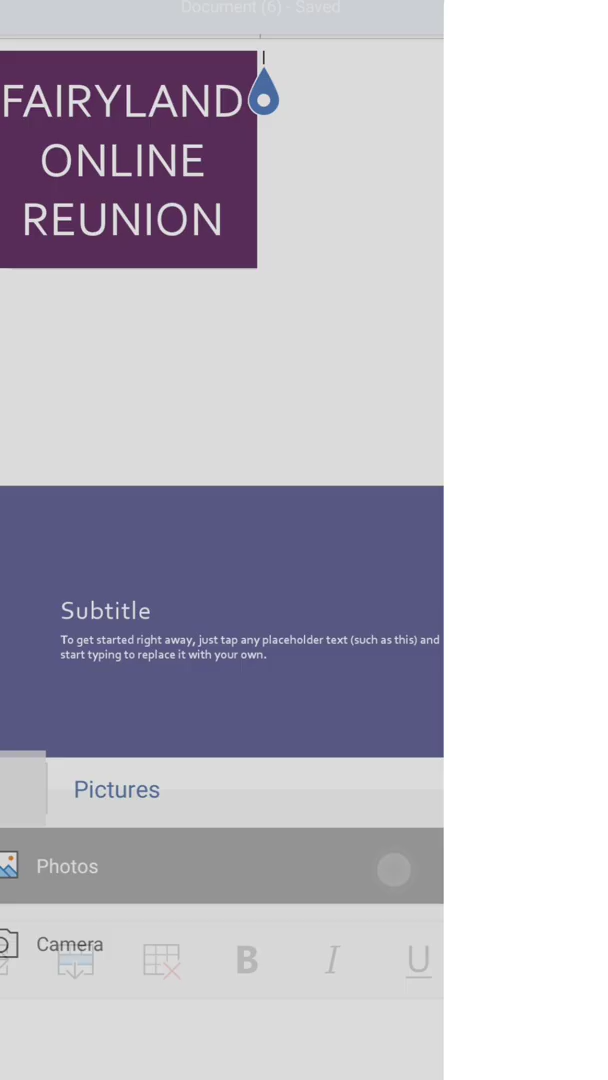 Document (6) - Saved
FAIRYLAND
ONLINE
REUNION
Subtitle
To get started right away, just tap any placeholder text (such as this) and
start typing to replace it with your own.
Pictures
Photos
Camera
B I U